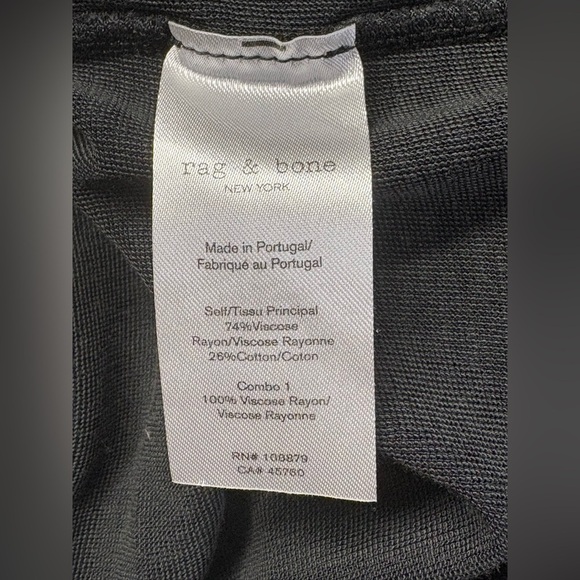 rag & bone
NEW YORK
Made in Portugal/
Fabriqué au Portugal
Self/Tissu Principal
74%Viscose
Rayon/Viscose Rayonne
26%Cotton/Coton
Combo 1
100% Viscose Rayon/
Viscose Rayonne
RN# 108879
CA# 45760